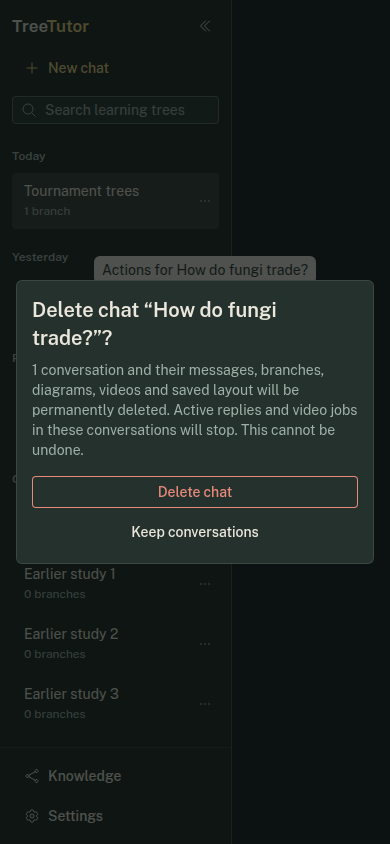 TreeTutor
New chat
Search learning trees
Today
Tournament trees
1 branch
Yesterday
Actions for How do fungi trade?
Delete chat “How do fungi
trade?”?
1 conversation and their messages, branches,
diagrams, videos and saved layout will be
permanently deleted. Active replies and video jobs
in these conversations will stop. This cannot be
undone.
Delete chat
Keep conversations
Earlier study 1
0 branches
Earlier study 2
0 branches
Earlier study 3
0 branches
Knowledge
Settings